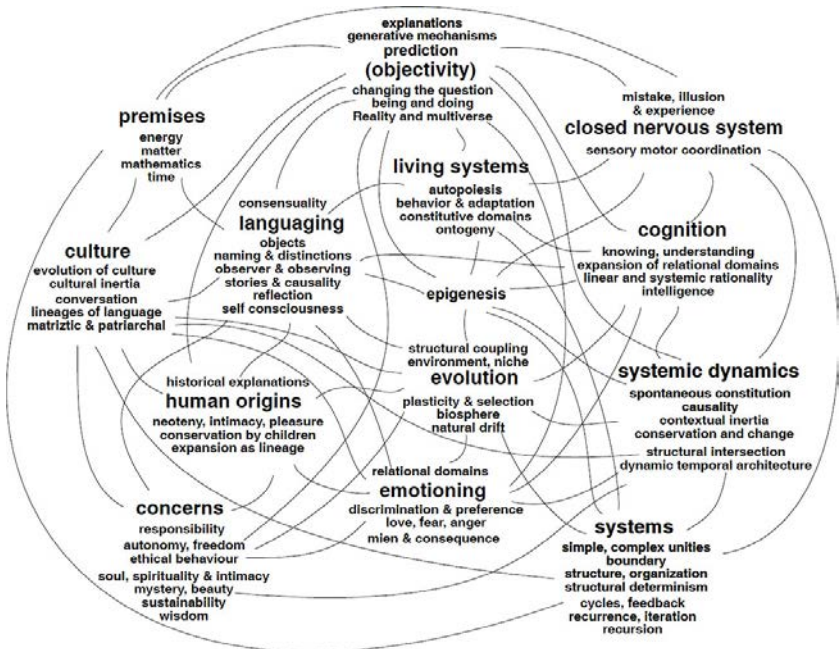 explanations
generative mechanisms
prediction
(objectivity)
changing the question
being and doing
Reality and multiverse
premises
energy
matter
mathematics
time
mistake, illusion
& experience
closed nervous system
sensory motor coordination
living systems
autopoiesis
behavior & adaptation
constitutive domains
ontogeny
consensuality
languaging
objects
naming & distinctions
observer & observing
stories & causality
reflection
self consciousness
cognition
knowing, understanding
expansion of relational domains
linear and systemic rationality
intelligence
culture
evolution of culture
cultural inertia
conversation
lineages of language
matriztic & patriarchal
epigenesis
structural coupling
environment, niche
evolution
plasticity & selection
biosphere
natural drift
systemic dynamics
spontaneous constitution
causality
contextual inertia
conservation and change
structural intersection
dynamic temporal architecture
historical explanations
human origins
neoteny, intimacy, pleasure
conservation by children
expansion as lineage
relational domains
emotioning
discrimination & preference
love, fear, anger
mien & consequence
concerns
responsibility
autonomy, freedom
ethical behaviour
soul, spirituality & intimacy
mystery, beauty
sustainability
wisdom
systems
simple, complex unities
boundary
structure, organization
structural determinism
cycles, feedback
recurrence, iteration
recursion